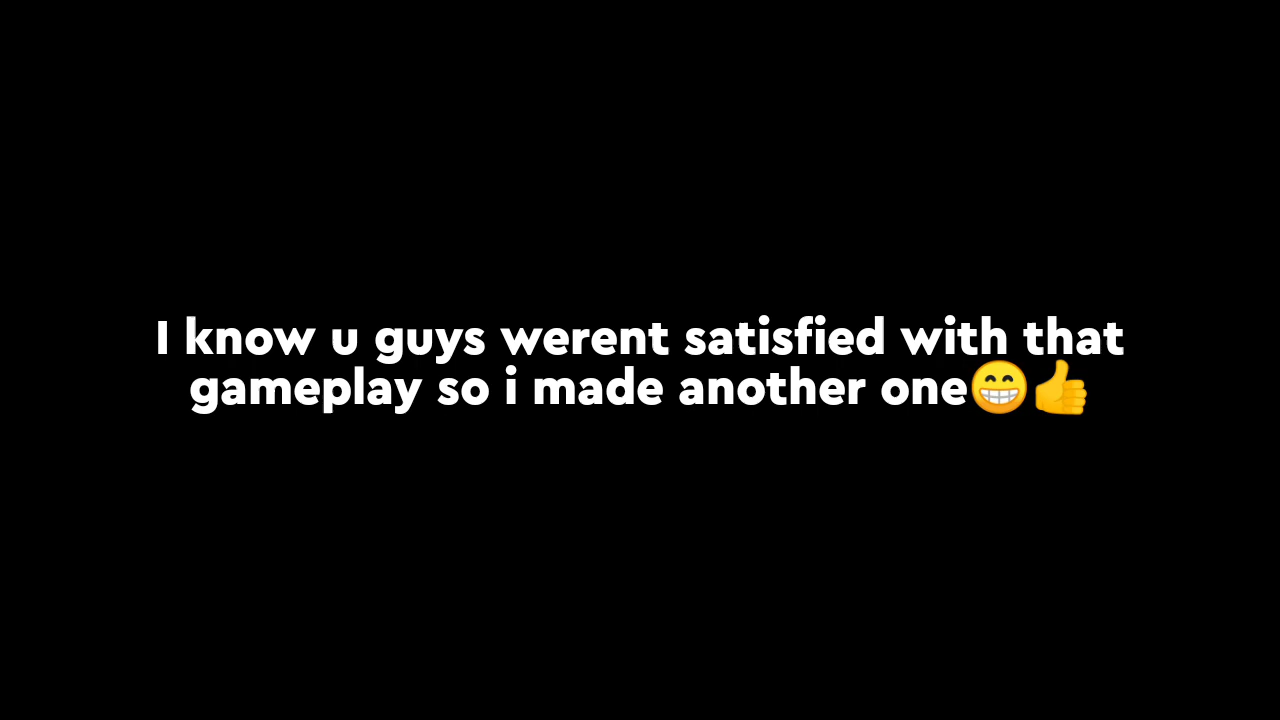 I know u guys werent satisfied with that
gameplay so i made another one😁👍